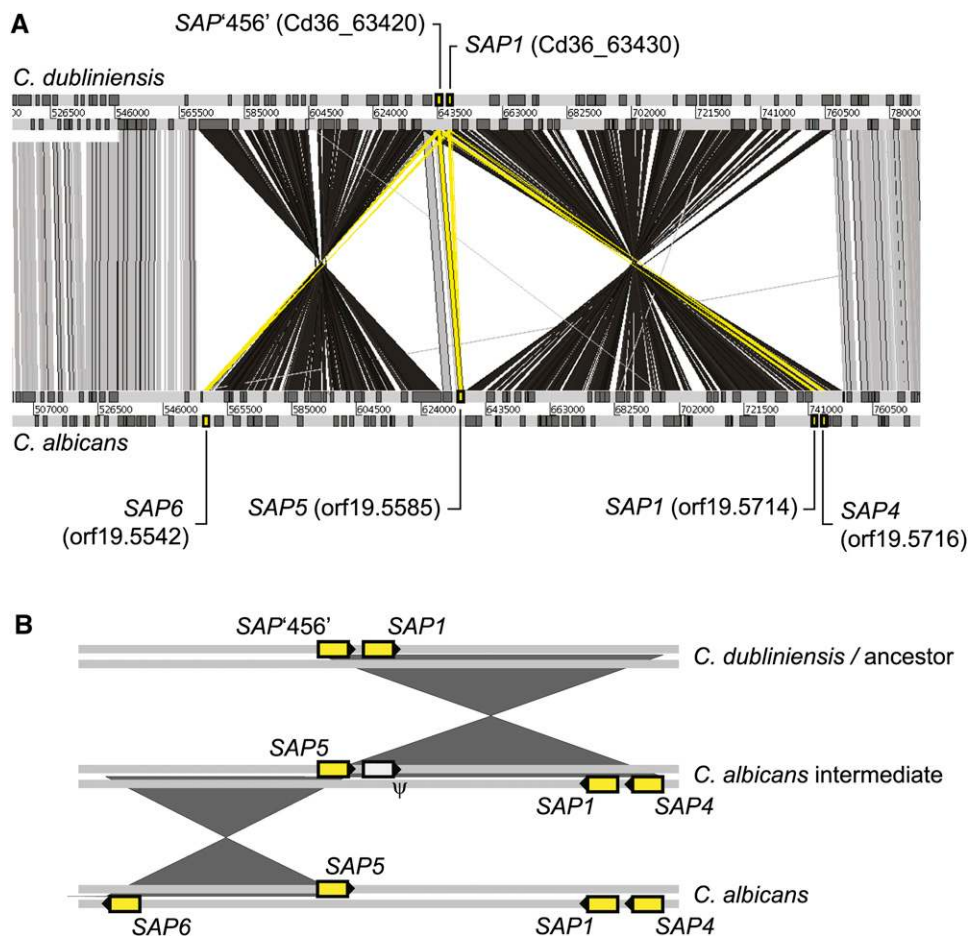 A
SAP‘456’ (Cd36_63420)
SAP1 (Cd36_63430)
C. dubliniensis
526500 546000 565500 585000 604500 624000 643500 663000 682500 702000 721500 741000 760500
507000 526500 546000 565500 585000 604500 624000 643500 663000 682500 702000 721500 741000 760500
C. albicans
SAP6
(orf19.5542)
SAP5 (orf19.5585)
SAP1 (orf19.5714)
SAP4
(orf19.5716)
B
SAP‘456’ SAP1
C. dubliniensis / ancestor
SAP5
C. albicans intermediate
ψ
SAP1 SAP4
SAP5
C. albicans
SAP6 SAP1 SAP4